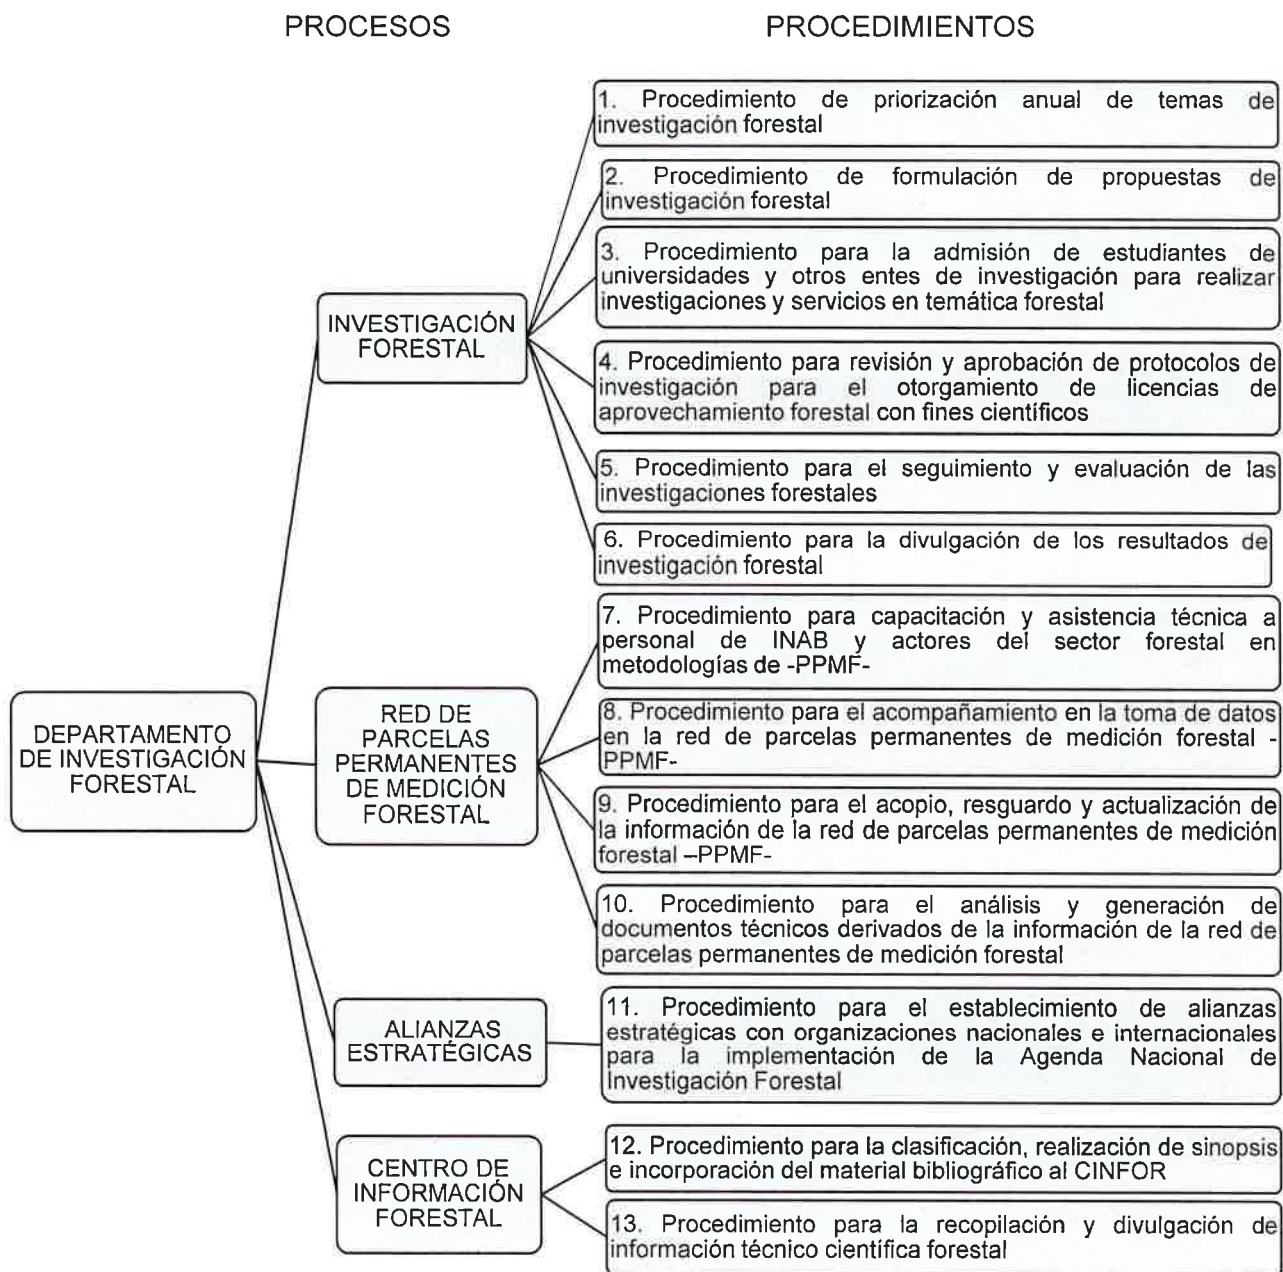 PROCESOS
PROCEDIMIENTOS
1. Procedimiento de priorización anual de temas de
investigación forestal
2. Procedimiento de formulación de propuestas de
investigación forestal
3. Procedimiento para la admisión de estudiantes de
universidades y otros entes de investigación para realizar
investigaciones y servicios en temática forestal
INVESTIGACIÓN
FORESTAL
4. Procedimiento para revisión y aprobación de protocolos de
investigación para el otorgamiento de licencias de
aprovechamiento forestal con fines científicos
5. Procedimiento para el seguimiento y evaluación de las
investigaciones forestales
6. Procedimiento para la divulgación de los resultados de
investigación forestal
7. Procedimiento para capacitación y asistencia técnica a
personal de INAB y actores del sector forestal en
metodologías de -PPMF-
DEPARTAMENTO
DE INVESTIGACIÓN
FORESTAL
RED DE
PARCELAS
PERMANENTES
DE MEDICIÓN
FORESTAL
8. Procedimiento para el acompañamiento en la toma de datos
en la red de parcelas permanentes de medición forestal -
PPMF-
9. Procedimiento para el acopio, resguardo y actualización de
la información de la red de parcelas permanentes de medición
forestal –PPMF-
10. Procedimiento para el análisis y generación de
documentos técnicos derivados de la información de la red de
parcelas permanentes de medición forestal
ALIANZAS
ESTRATÉGICAS
11. Procedimiento para el establecimiento de alianzas
estratégicas con organizaciones nacionales e internacionales
para la implementación de la Agenda Nacional de
Investigación Forestal
CENTRO DE
INFORMACIÓN
FORESTAL
12. Procedimiento para la clasificación, realización de sinopsis
e incorporación del material bibliográfico al CINFOR
13. Procedimiento para la recopilación y divulgación de
información técnico científica forestal